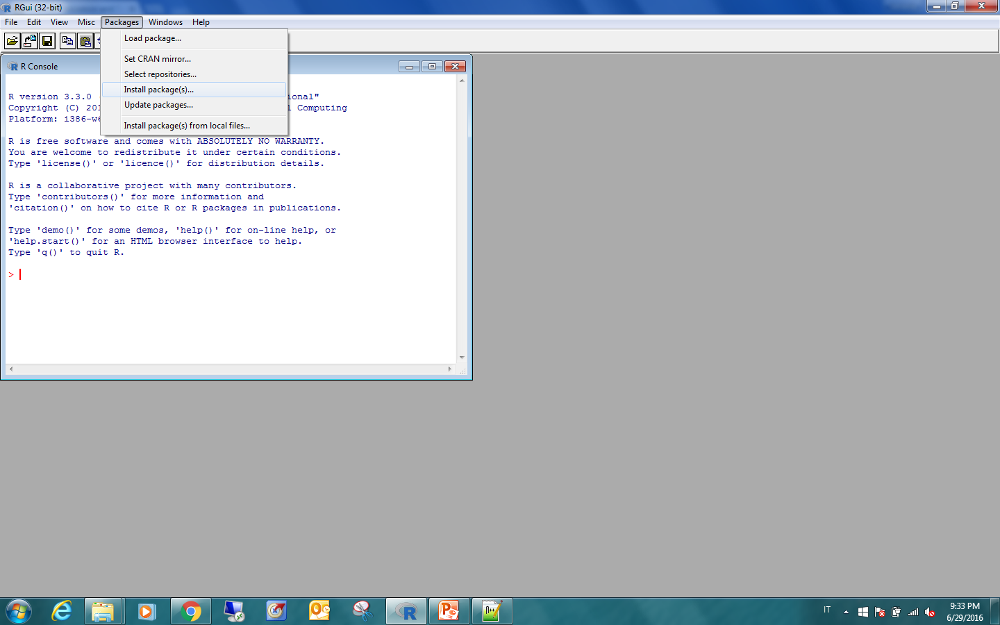 RGui (32-bit)
File Edit View Misc Packages Windows Help
Load package...
Set CRAN mirror...
Select repositories...
Install package(s)...
Update packages...
Install package(s) from local files...
R Console
R version 3.3.0 ional"
Copyright (C) 201 l Computing
Platform: i386-w
R is free software and comes with ABSOLUTELY NO WARRANTY.
You are welcome to redistribute it under certain conditions.
Type 'license()' or 'licence()' for distribution details.
R is a collaborative project with many contributors.
Type 'contributors()' for more information and
'citation()' on how to cite R or R packages in publications.
Type 'demo()' for some demos, 'help()' for on-line help, or
'help.start()' for an HTML browser interface to help.
Type 'q()' to quit R.
>
IT
9:33 PM
6/29/2016